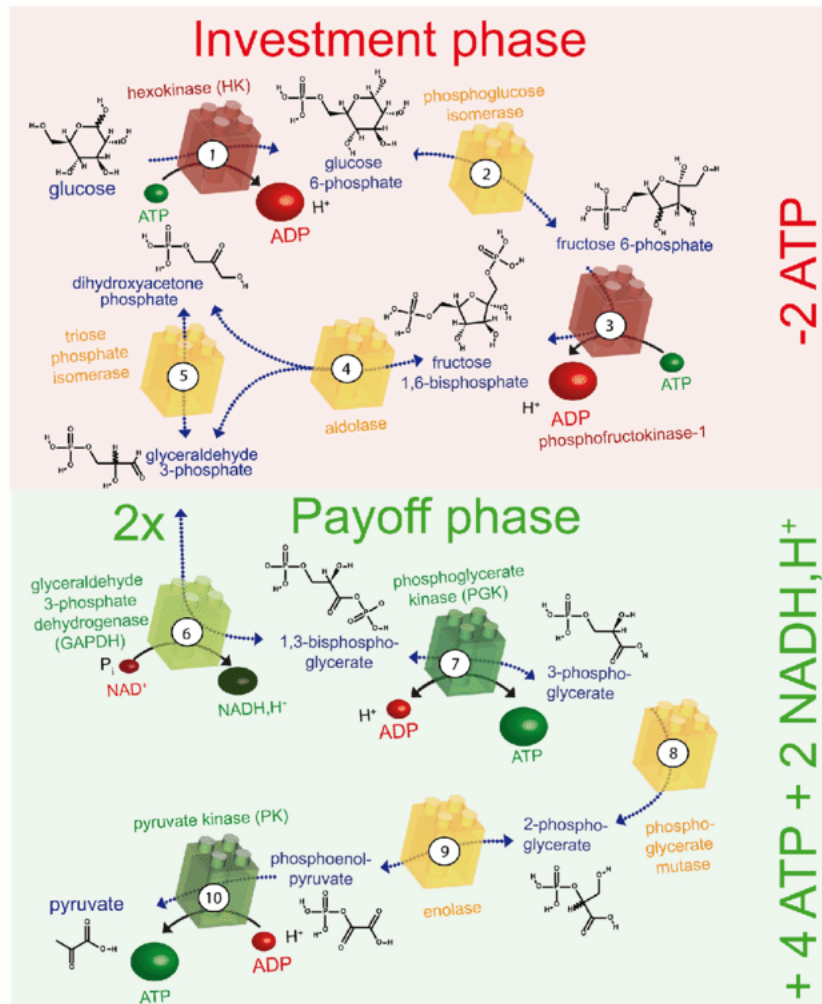 Investment phase
hexokinase (HK)
phosphoglucose
isomerase
1
2
glucose
ATP
ADP
H⁺
glucose
6-phosphate
fructose 6-phosphate
-2 ATP
dihydroxyacetone
phosphate
triose
phosphate
isomerase
5
4
aldolase
fructose
1,6-bisphosphate
3
H⁺
ADP
ATP
phosphofructokinase-1
glyceraldehyde
3-phosphate
2x
Payoff phase
glyceraldehyde
3-phosphate
dehydrogenase
(GAPDH)
6
Pi
NAD⁺
NADH,H⁺
1,3-bisphospho-
glycerate
phosphoglycerate
kinase (PGK)
7
H⁺
ADP
ATP
3-phospho-
glycerate
8
phospho-
glycerate
mutase
2-phospho-
glycerate
9
enolase
phosphoenol-
pyruvate
pyruvate kinase (PK)
10
pyruvate
ATP
H⁺
ADP
+ 4 ATP + 2 NADH,H⁺